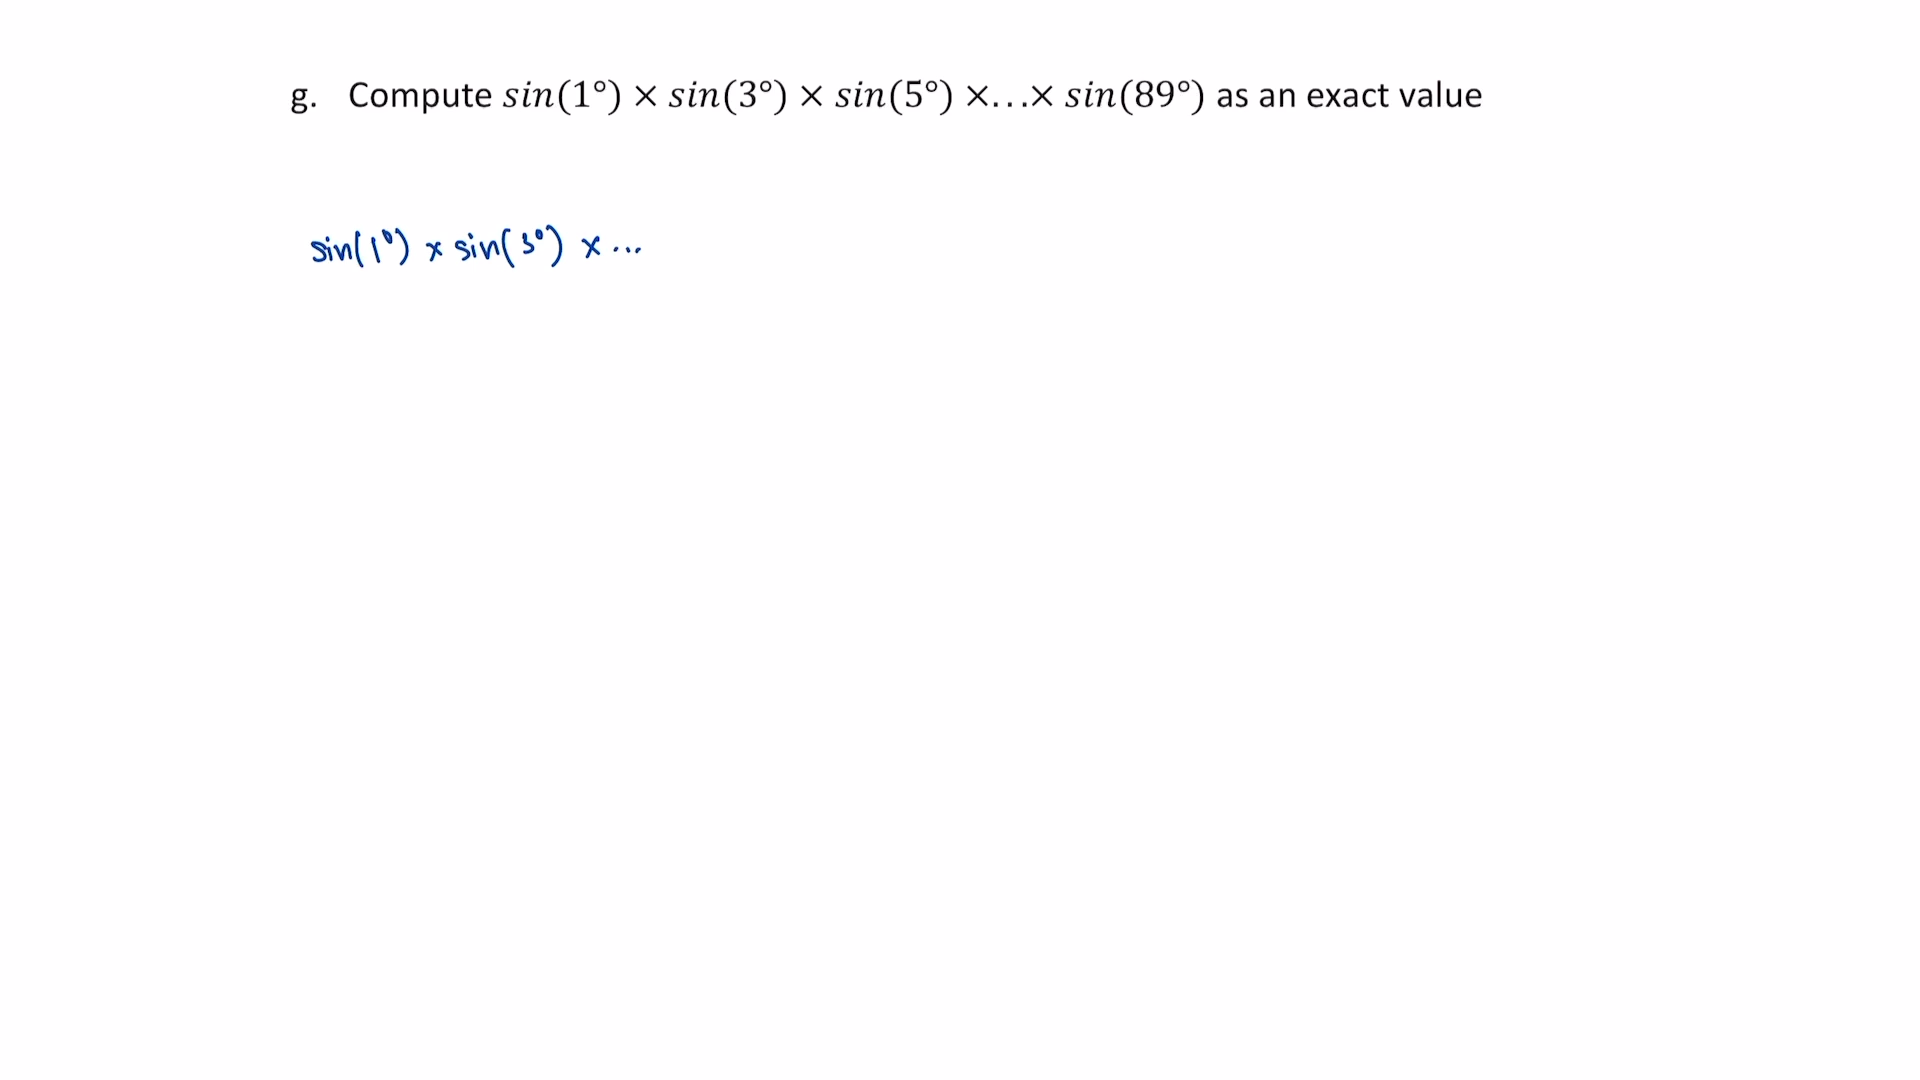 g. Compute sin(1°) × sin(3°) × sin(5°) ×...× sin(89°) as an exact value
sin(1°) x sin(3°) x ...